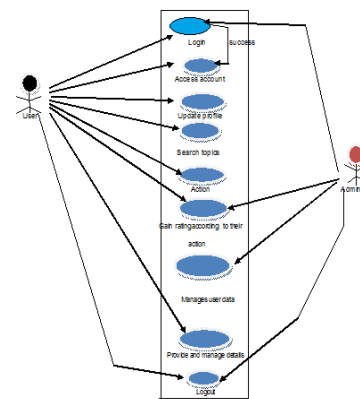 Login
success
Access account
User
Update profile
Search topics
Action
Admin
Gain ratingaccording to their
action
Manages user data
Provide and manage details
Logout